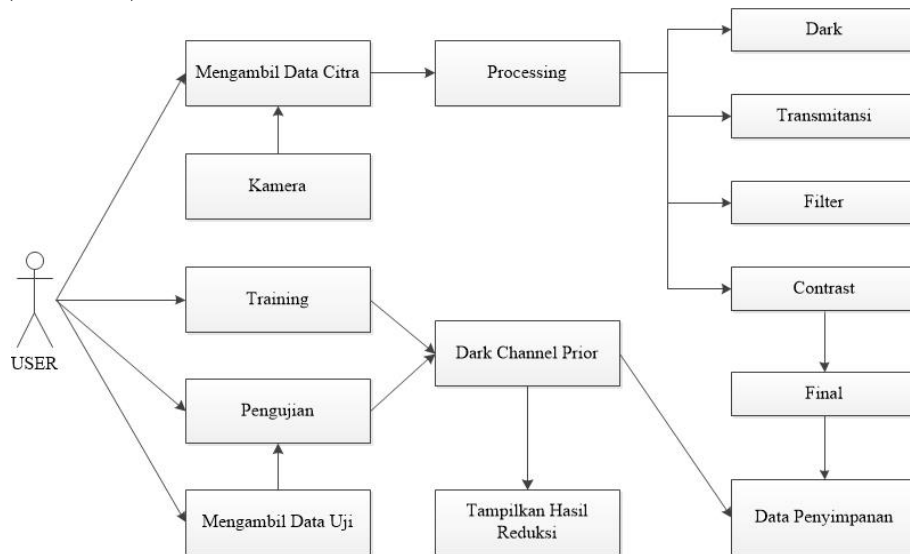 Mengambil Data Citra
Processing
Dark
Transmitansi
Kamera
Filter
Training
Contrast
USER
Dark Channel Prior
Pengujian
Final
Mengambil Data Uji
Tampilkan Hasil
Reduksi
Data Penyimpanan